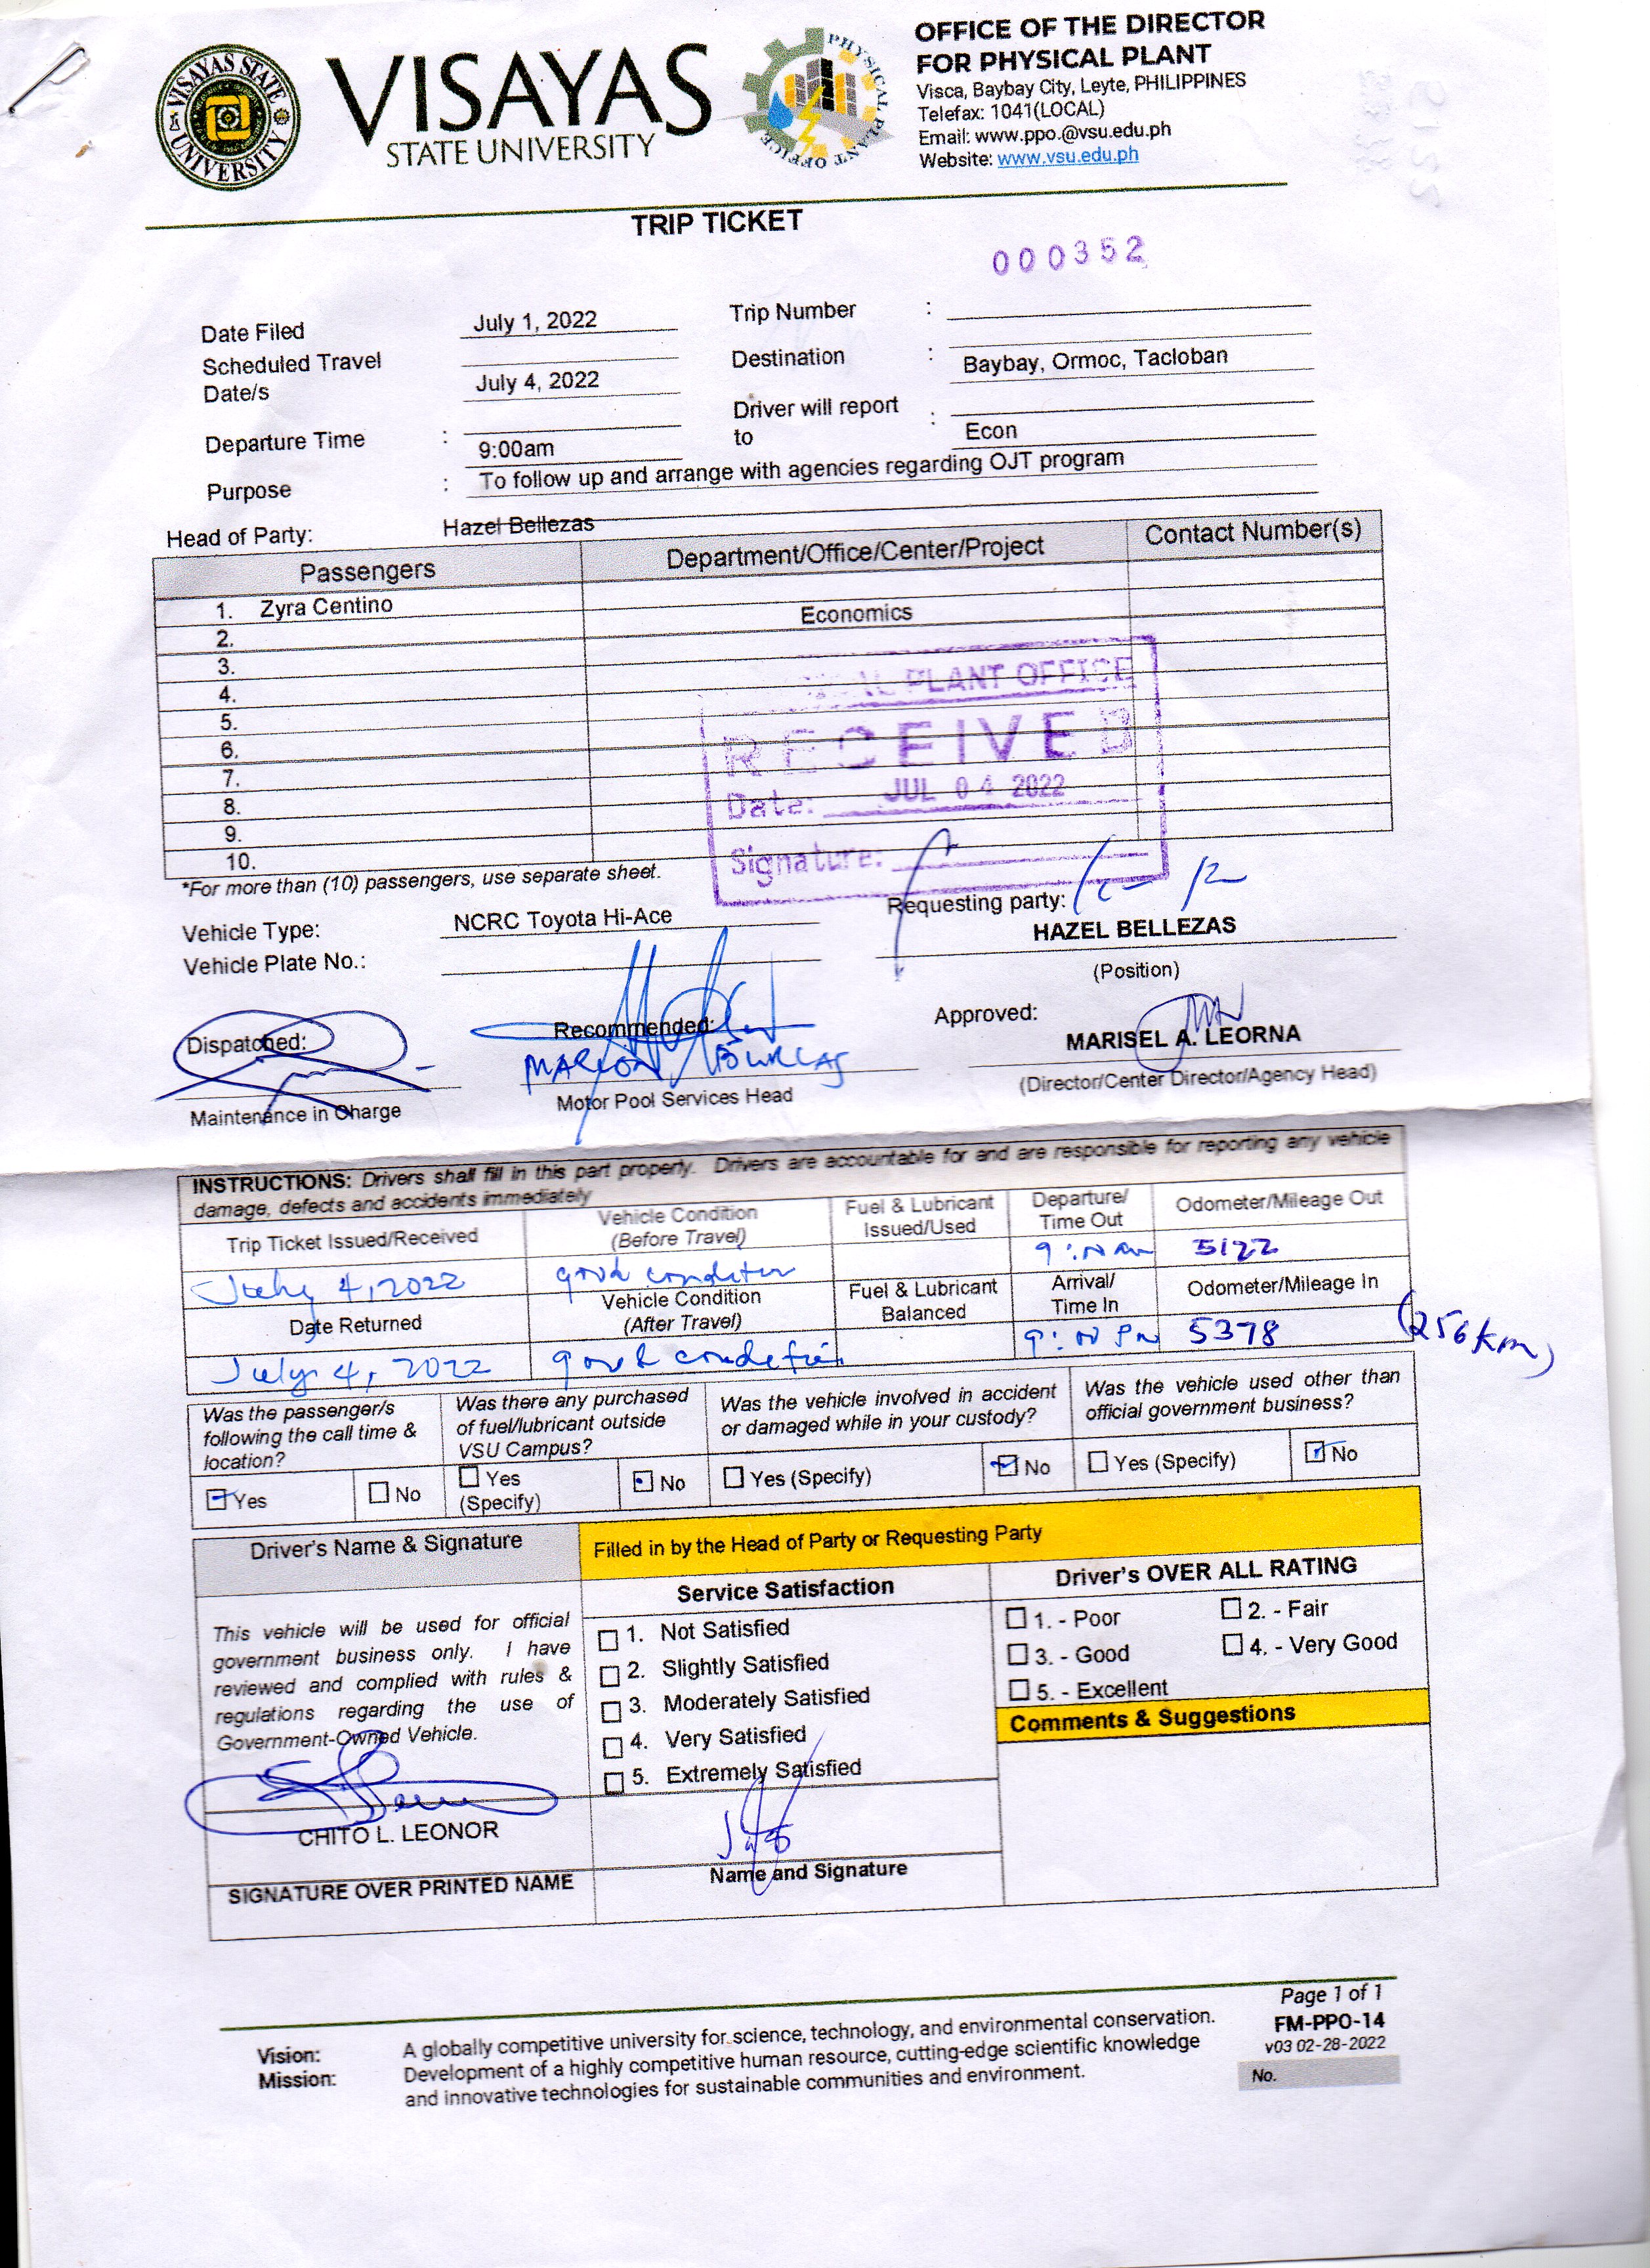 VISAYAS STATE UNIVERSITY
VISAYAS
STATE UNIVERSITY
PHYSICAL PLANT OFFICE
OFFICE OF THE DIRECTOR
FOR PHYSICAL PLANT
Visca, Baybay City, Leyte, PHILIPPINES
Telefax: 1041(LOCAL)
Email: www.ppo.@vsu.edu.ph
Website: www.vsu.edu.ph
TRIP TICKET
000352
Date Filed July 1, 2022 Trip Number :
Scheduled Travel Date/s July 4, 2022 Destination : Baybay, Ormoc, Tacloban
Departure Time : 9:00am Driver will report to : Econ
Purpose : To follow up and arrange with agencies regarding OJT program
Head of Party: Hazel Bellezas
Passengers Department/Office/Center/Project Contact Number(s)
1. Zyra Centino Economics
2.
3.
4.
5.
6.
7.
8.
9.
10.
PLANT OFFICE
RECEIVED
Date: JUL 04 2022
Signature:
*For more than (10) passengers, use separate sheet.
Vehicle Type: NCRC Toyota Hi-Ace Requesting party:
HAZEL BELLEZAS
Vehicle Plate No.: (Position)
Dispatched: Recommended: Approved:
MARISEL A. LEORNA
Maintenance in Charge Motor Pool Services Head (Director/Center Director/Agency Head)
INSTRUCTIONS: Drivers shall fill in this part properly. Drivers are accountable for and are responsible for reporting any vehicle
damage, defects and accidents immediately
Trip Ticket Issued/Received Vehicle Condition (Before Travel) Fuel & Lubricant Issued/Used Departure/ Time Out Odometer/Mileage Out
July 4, 2022 good condition 9:00 am 5122
Date Returned Vehicle Condition (After Travel) Fuel & Lubricant Balanced Arrival/ Time In Odometer/Mileage In
July 4, 2022 good condition 9:00 pm 5378 (256 km)
Was the passenger/s following the call time & location? Was there any purchased of fuel/lubricant outside VSU Campus? Was the vehicle involved in accident or damaged while in your custody? Was the vehicle used other than official government business?
Yes No Yes (Specify) No Yes (Specify) No Yes (Specify) No
Driver's Name & Signature Filled in by the Head of Party or Requesting Party
Service Satisfaction Driver's OVER ALL RATING
This vehicle will be used for official
government business only. I have
reviewed and complied with rules &
regulations regarding the use of
Government-Owned Vehicle.
1. Not Satisfied
2. Slightly Satisfied
3. Moderately Satisfied
4. Very Satisfied
5. Extremely Satisfied
1. - Poor 2. - Fair
3. - Good 4. - Very Good
5. - Excellent
Comments & Suggestions
CHITO L. LEONOR
SIGNATURE OVER PRINTED NAME Name and Signature
Page 1 of 1
FM-PPO-14
v03 02-28-2022
No.
Vision: A globally competitive university for science, technology, and environmental conservation.
Mission: Development of a highly competitive human resource, cutting-edge scientific knowledge
and innovative technologies for sustainable communities and environment.